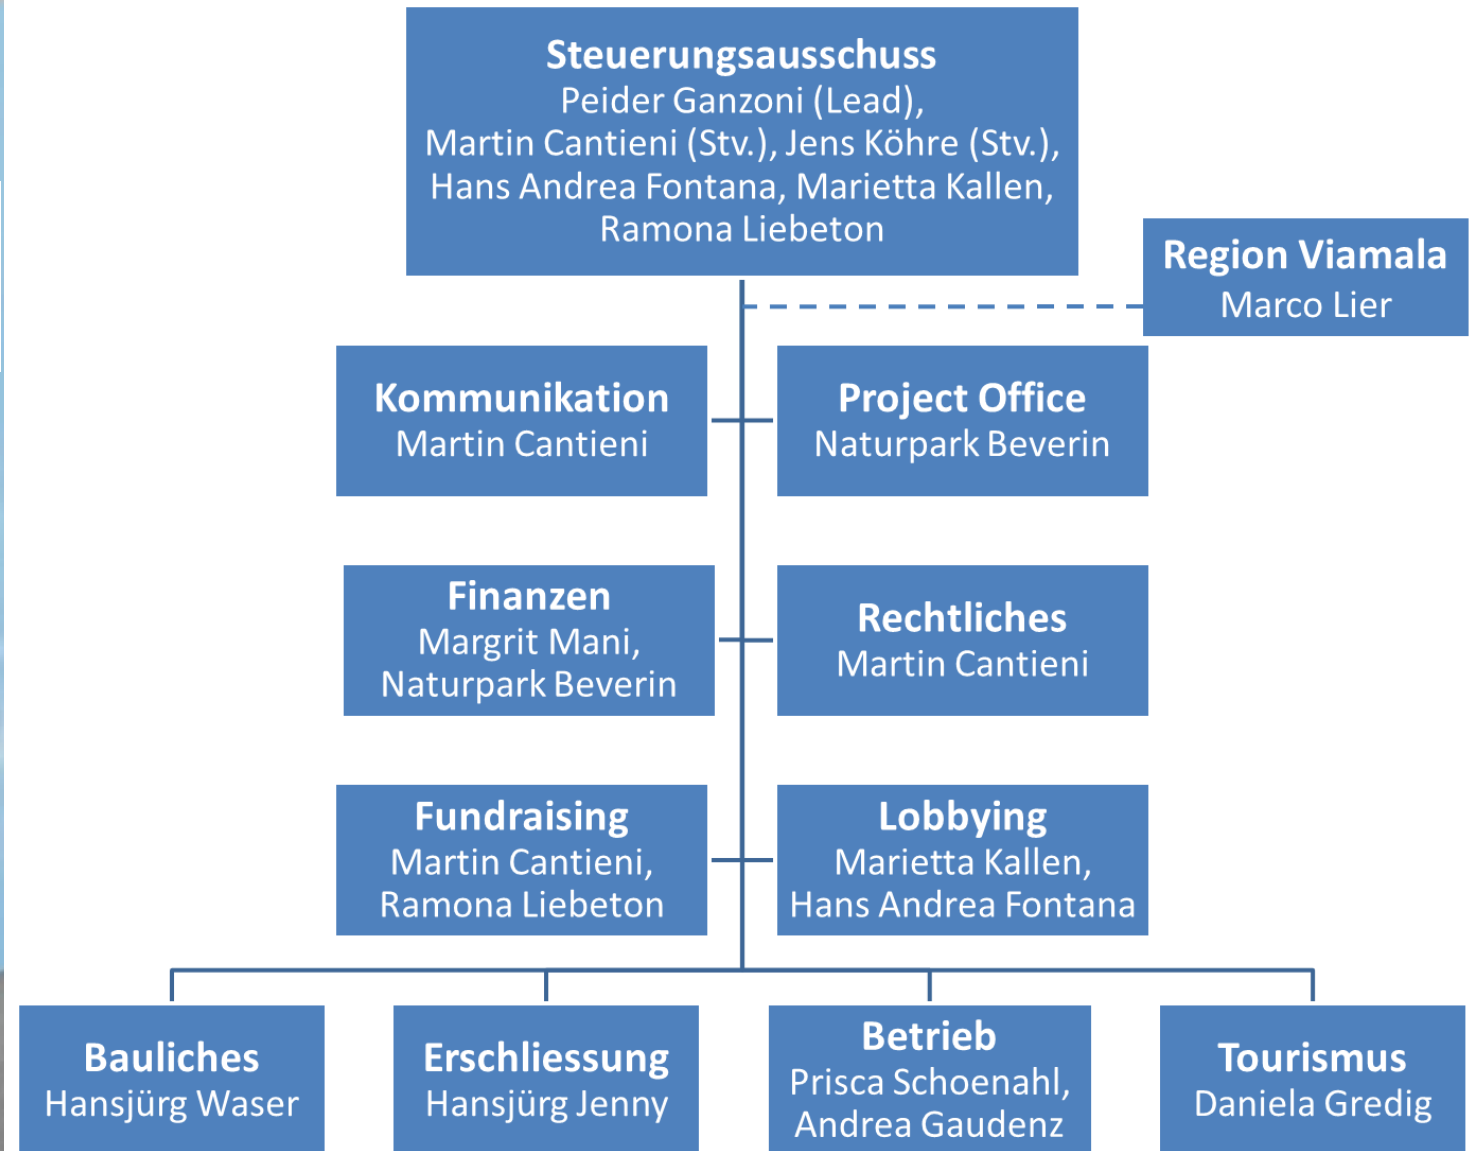 Steuerungsausschuss
Peider Ganzoni (Lead),
Martin Cantieni (Stv.), Jens Köhre (Stv.),
Hans Andrea Fontana, Marietta Kallen,
Ramona Liebeton
Region Viamala
Marco Lier
Kommunikation
Martin Cantieni
Project Office
Naturpark Beverin
Finanzen
Margrit Mani,
Naturpark Beverin
Rechtliches
Martin Cantieni
Fundraising
Martin Cantieni,
Ramona Liebeton
Lobbying
Marietta Kallen,
Hans Andrea Fontana
Bauliches
Hansjürg Waser
Erschliessung
Hansjürg Jenny
Betrieb
Prisca Schoenahl,
Andrea Gaudenz
Tourismus
Daniela Gredig